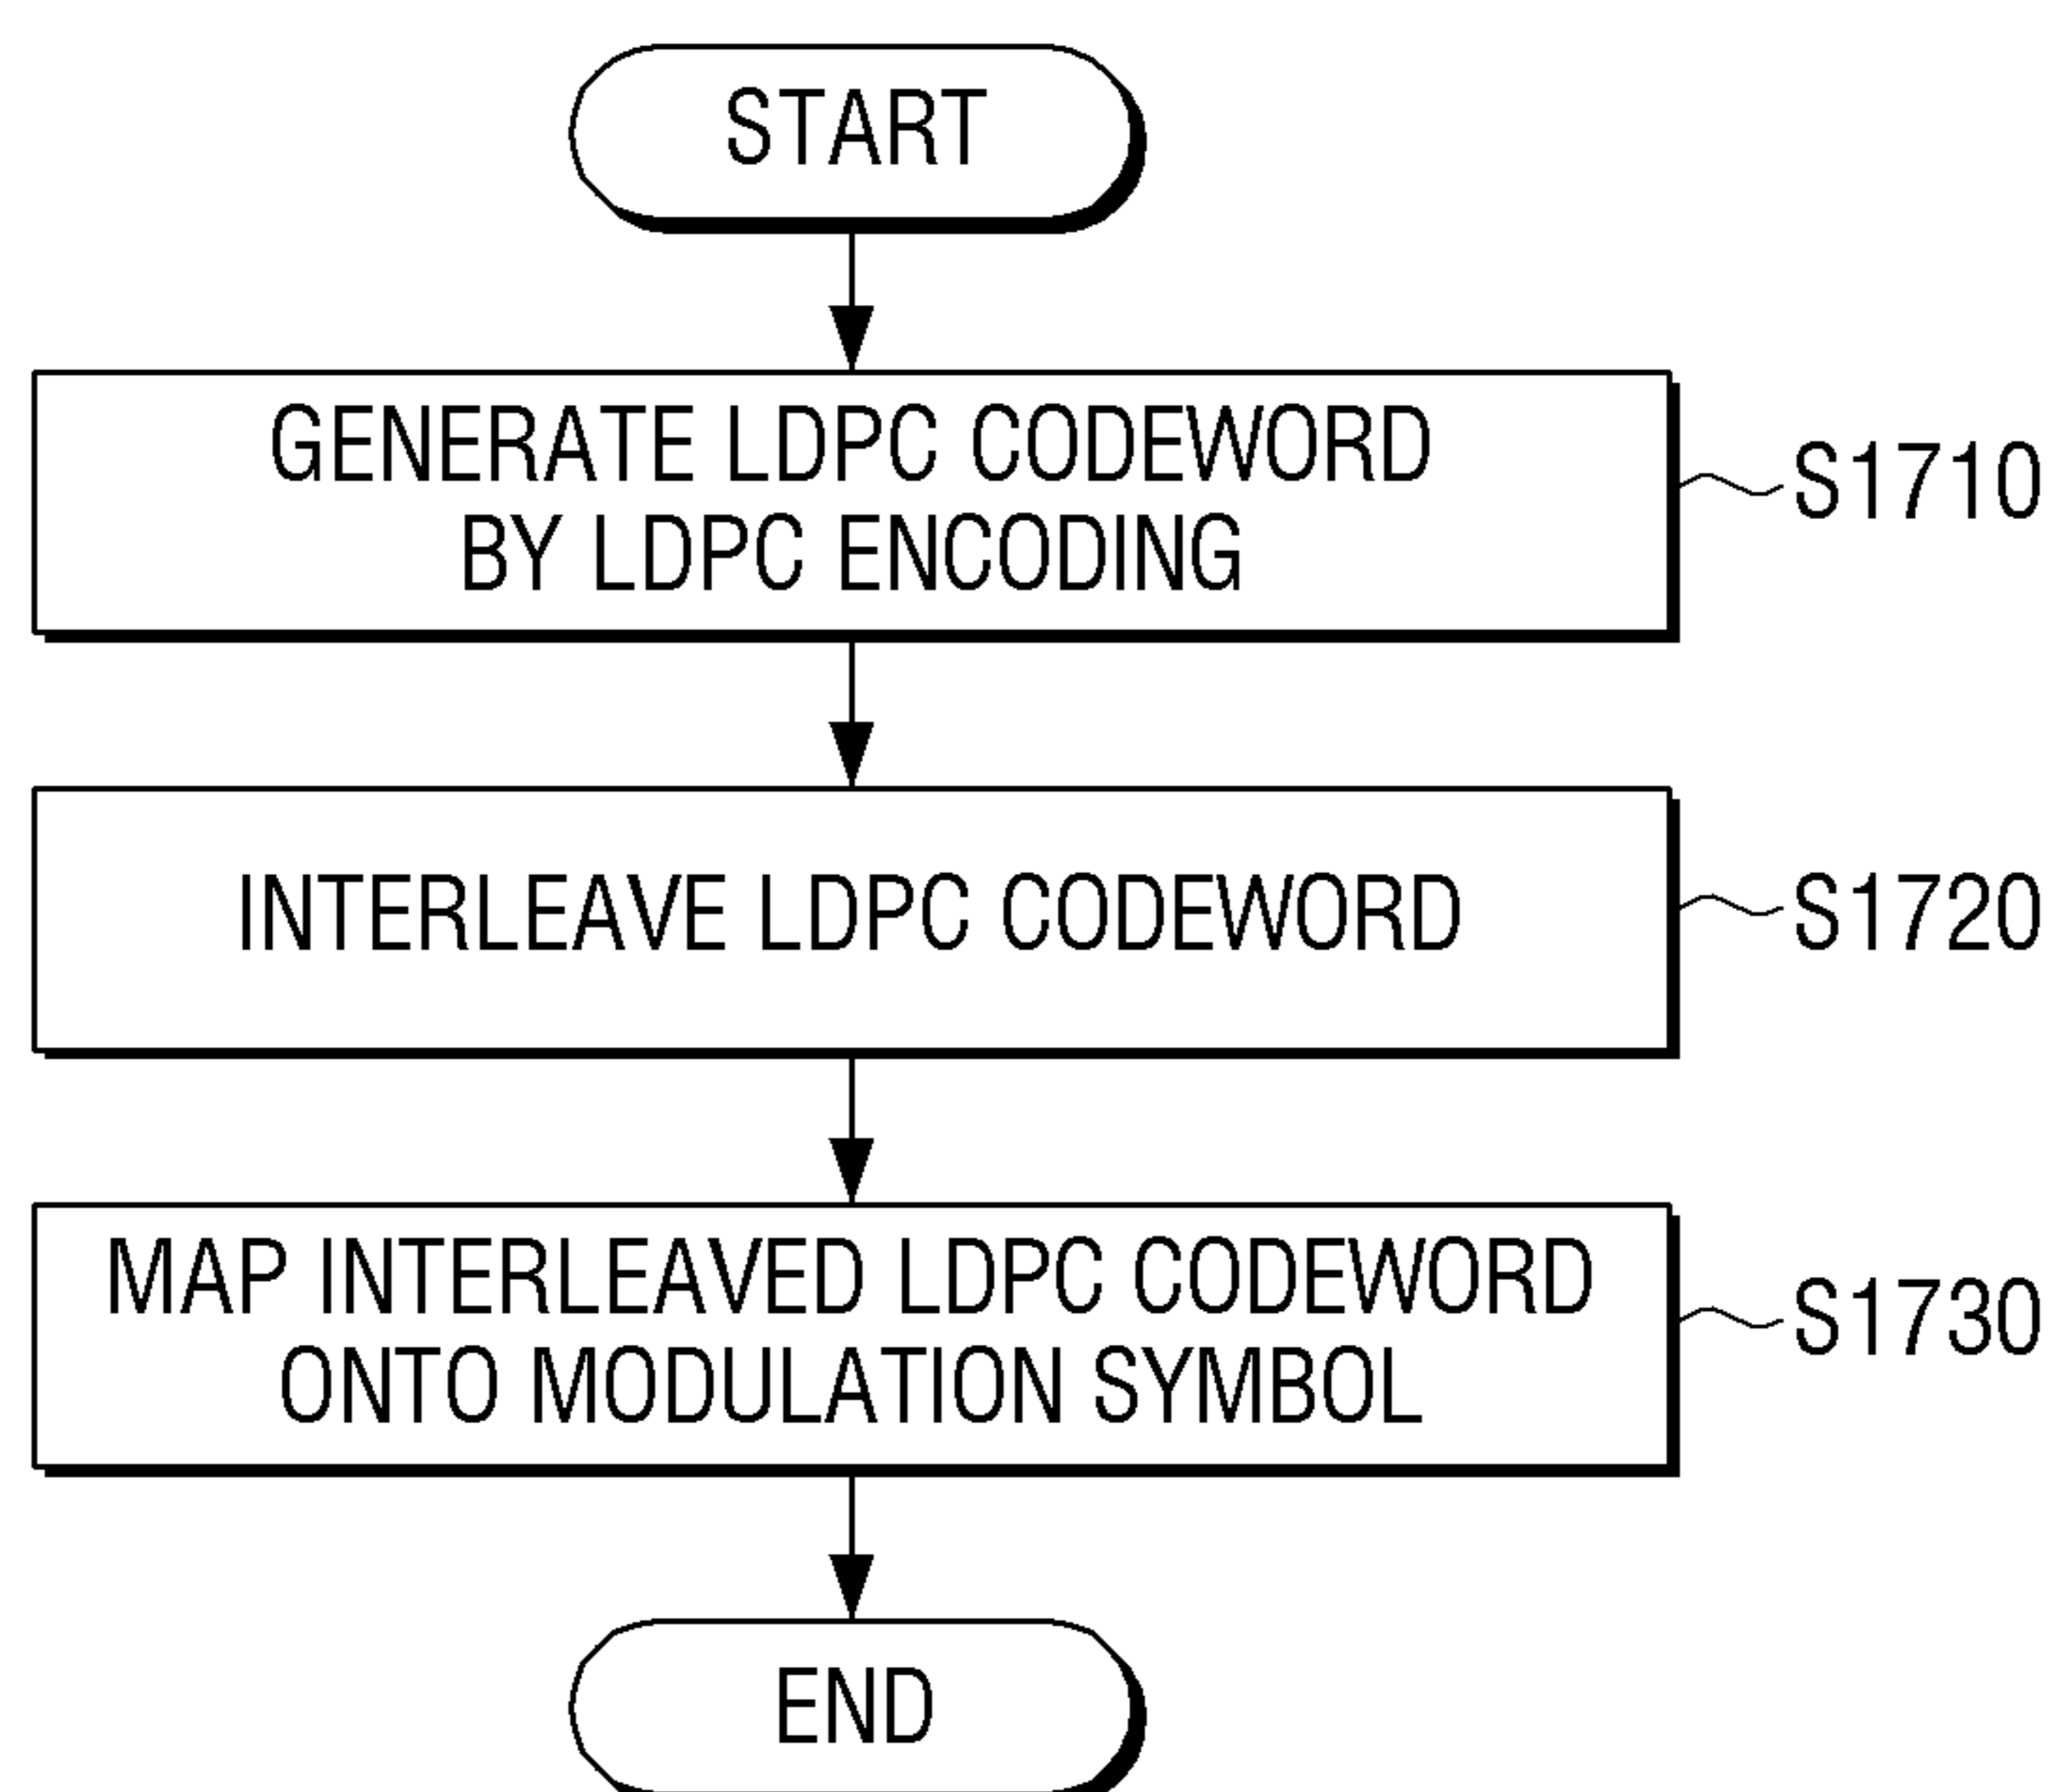 START
GENERATE LDPC CODEWORD
BY LDPC ENCODING
S1710
INTERLEAVE LDPC CODEWORD
S1720
MAP INTERLEAVED LDPC CODEWORD
ONTO MODULATION SYMBOL
S1730
END